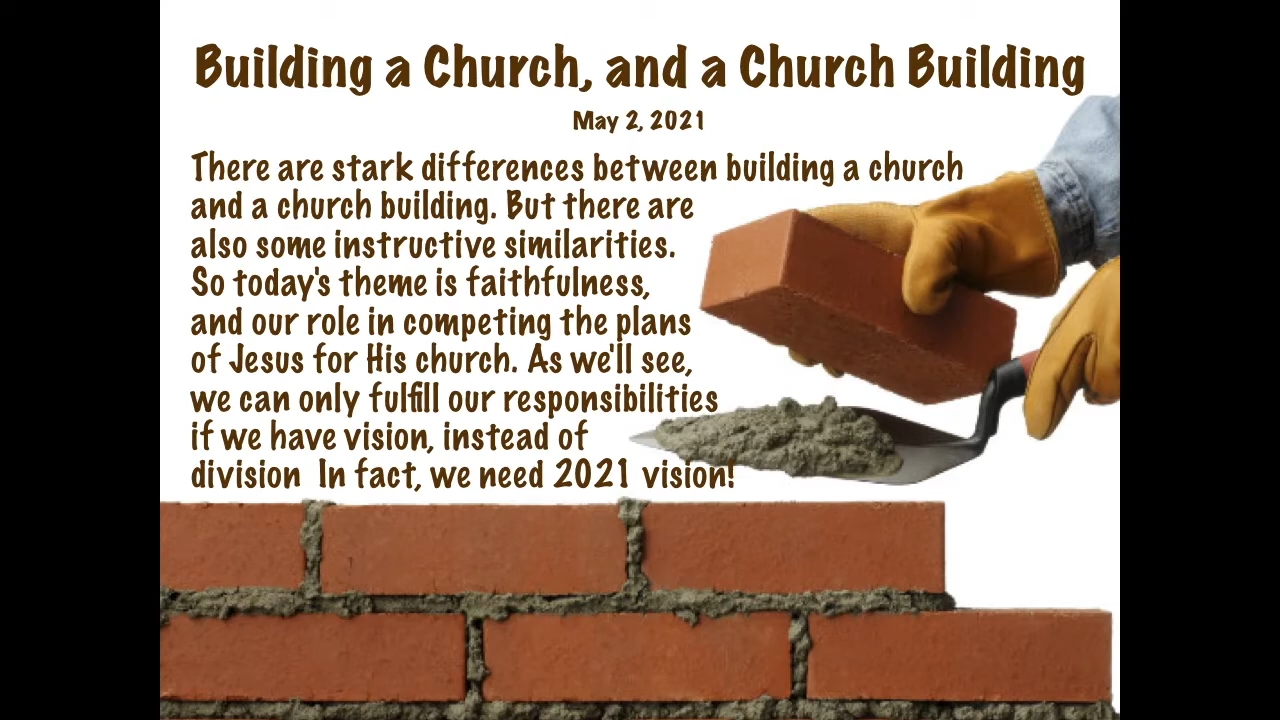 Building a Church, and a Church Building
May 2, 2021
There are stark differences between building a church
and a church building. But there are
also some instructive similarities.
So today's theme is faithfulness,
and our role in competing the plans
of Jesus for His church. As we'll see,
we can only fulfill our responsibilities
if we have vision, instead of
division  In fact, we need 2021 vision!